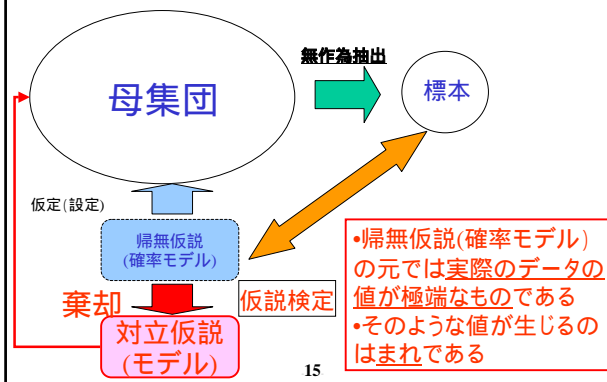 無作為抽出
母集団
標本
仮定(設定)
帰無仮説
(確率モデル)
棄却
仮説検定
対立仮説
(モデル)
•帰無仮説(確率モデル)
の元では実際のデータの
値が極端なものである
•そのような値が生じるの
はまれである
15